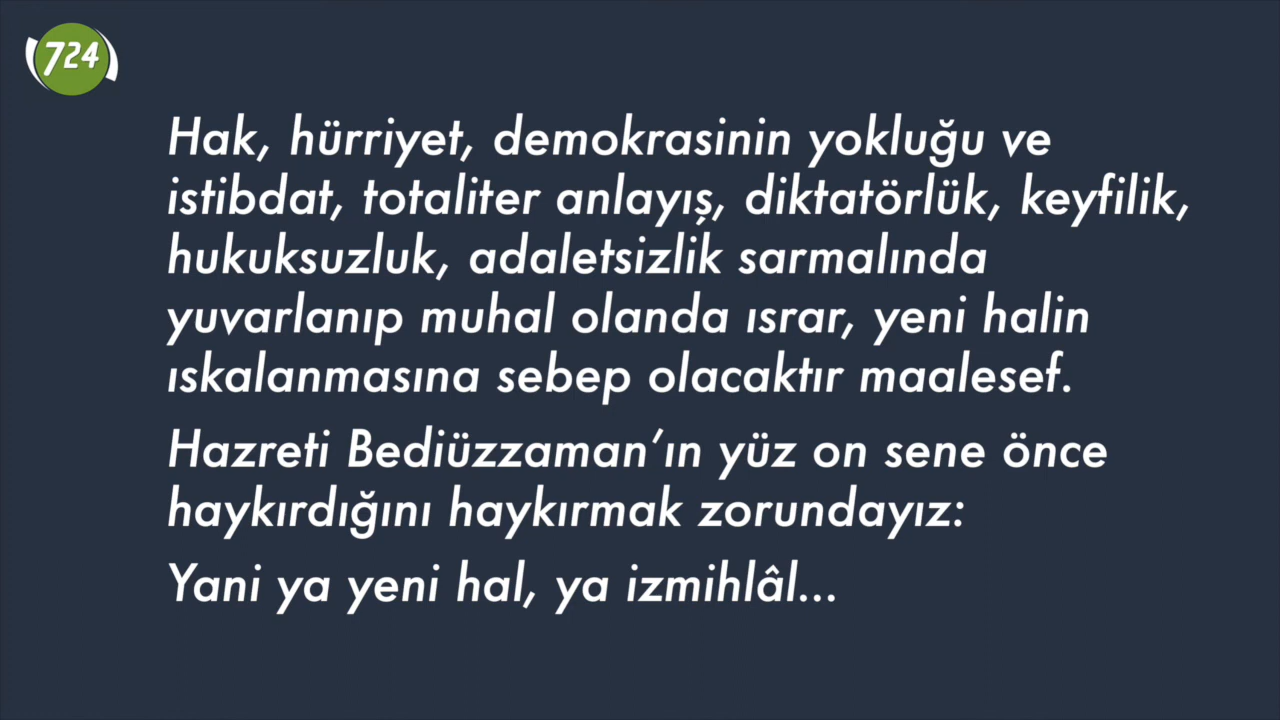 724
Hak, hürriyet, demokrasinin yokluğu ve
istibdat, totaliter anlayış, diktatörlük, keyfilik,
hukuksuzluk, adaletsizlik sarmalında
yuvarlanıp muhal olanda ısrar, yeni halin
ıskalanmasına sebep olacaktır maalesef.
Hazreti Bediüzzaman’ın yüz on sene önce
haykırdığını haykırmak zorundayız:
Yani ya yeni hal, ya izmihlâl...